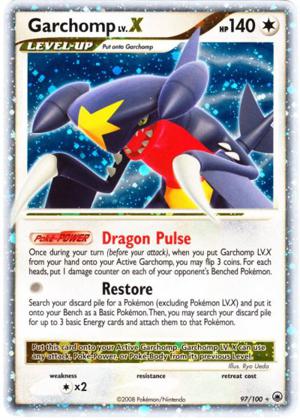 Garchomp LV.X HP 140
LEVEL-UP Put onto Garchomp
Poké-POWER Dragon Pulse
Once during your turn (before your attack), when you put Garchomp LV.X
from your hand onto your Active Garchomp, you may flip 3 coins. For each
heads, put 1 damage counter on each of your opponent's Benched Pokémon.
Restore
Search your discard pile for a Pokémon (excluding Pokémon LV.X) and put it
onto your Bench as a Basic Pokémon. Then, you may search your discard pile
for up to 3 basic Energy cards and attach them to that Pokémon.
Put this card onto your Active Garchomp. Garchomp LV. X can use
any attack, Poké-Power, or Poké-Body from its previous Level.
Illus. Ryo Ueda
weakness resistance retreat cost
×2
©2008 Pokémon/Nintendo 97/100